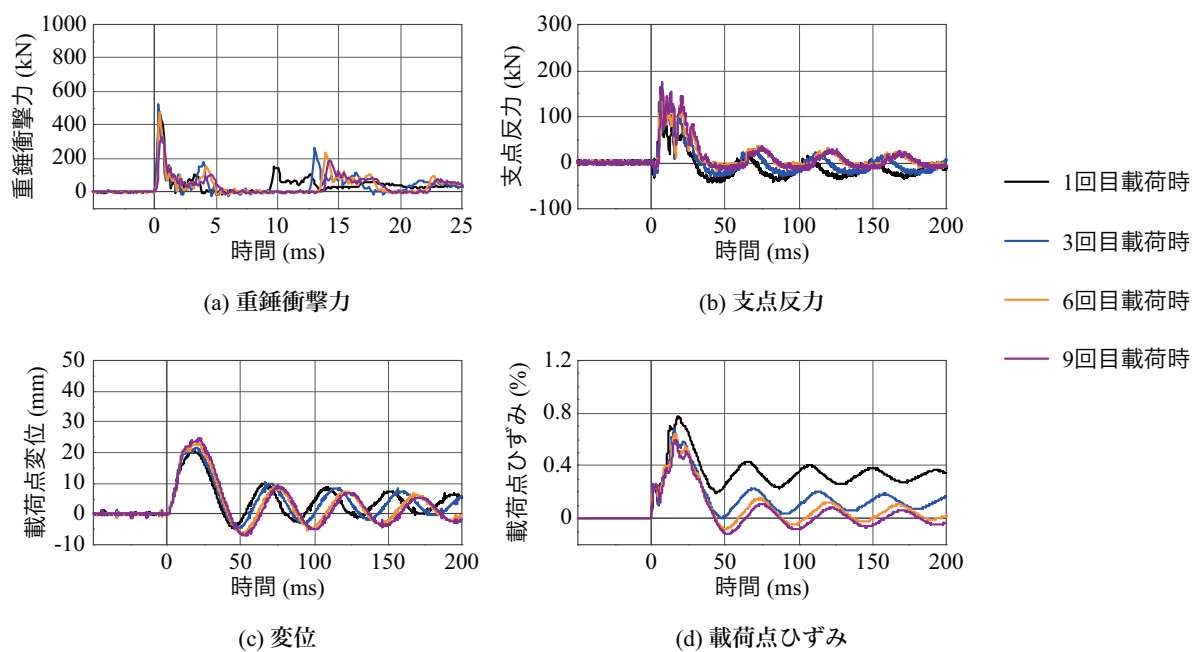 重錘衝撃力 (kN)
1000
800
600
400
200
0
0
5
10
15
20
25
時間 (ms)
(a) 重錘衝撃力
支点反力 (kN)
300
200
100
0
-100
0
50
100
150
200
時間 (ms)
(b) 支点反力
1回目載荷時
3回目載荷時
6回目載荷時
9回目載荷時
載荷点変位 (mm)
50
40
30
20
10
0
-10
0
50
100
150
200
時間 (ms)
(c) 変位
載荷点ひずみ (%)
1.2
0.8
0.4
0
0
50
100
150
200
時間 (ms)
(d) 載荷点ひずみ